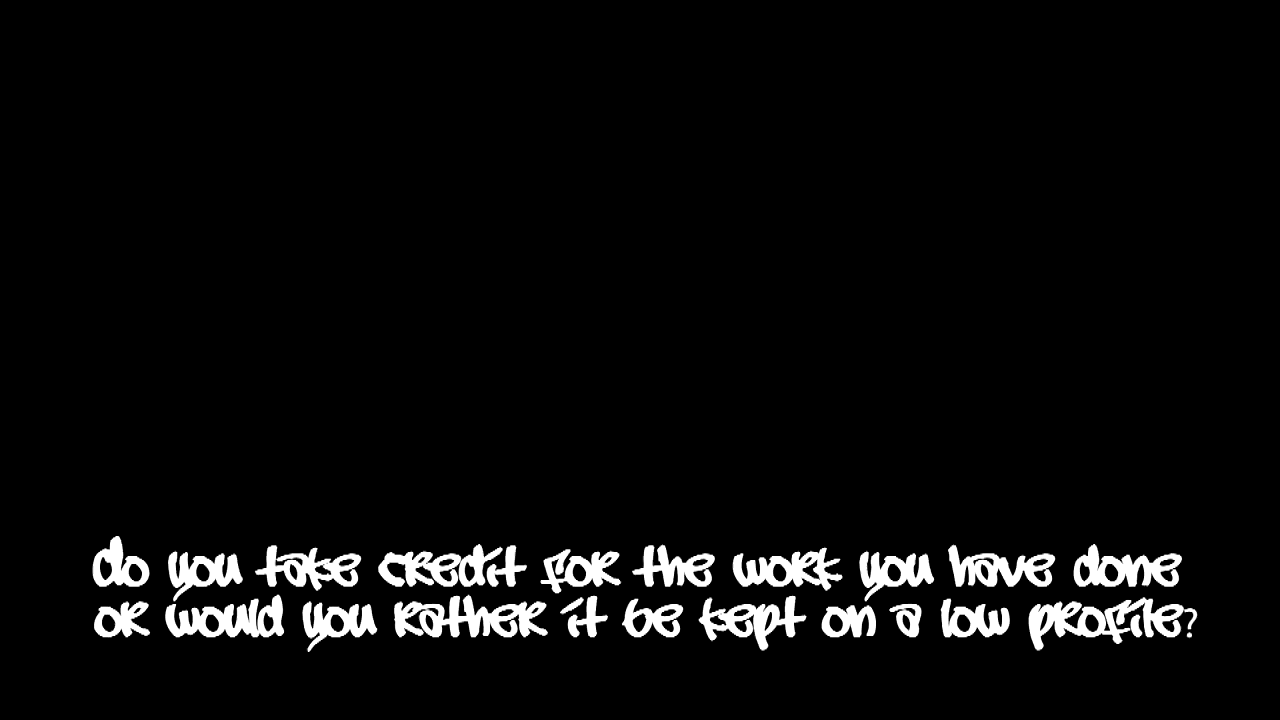 do you take credit for the work you have done
or would you rather it be kept on a low profile?